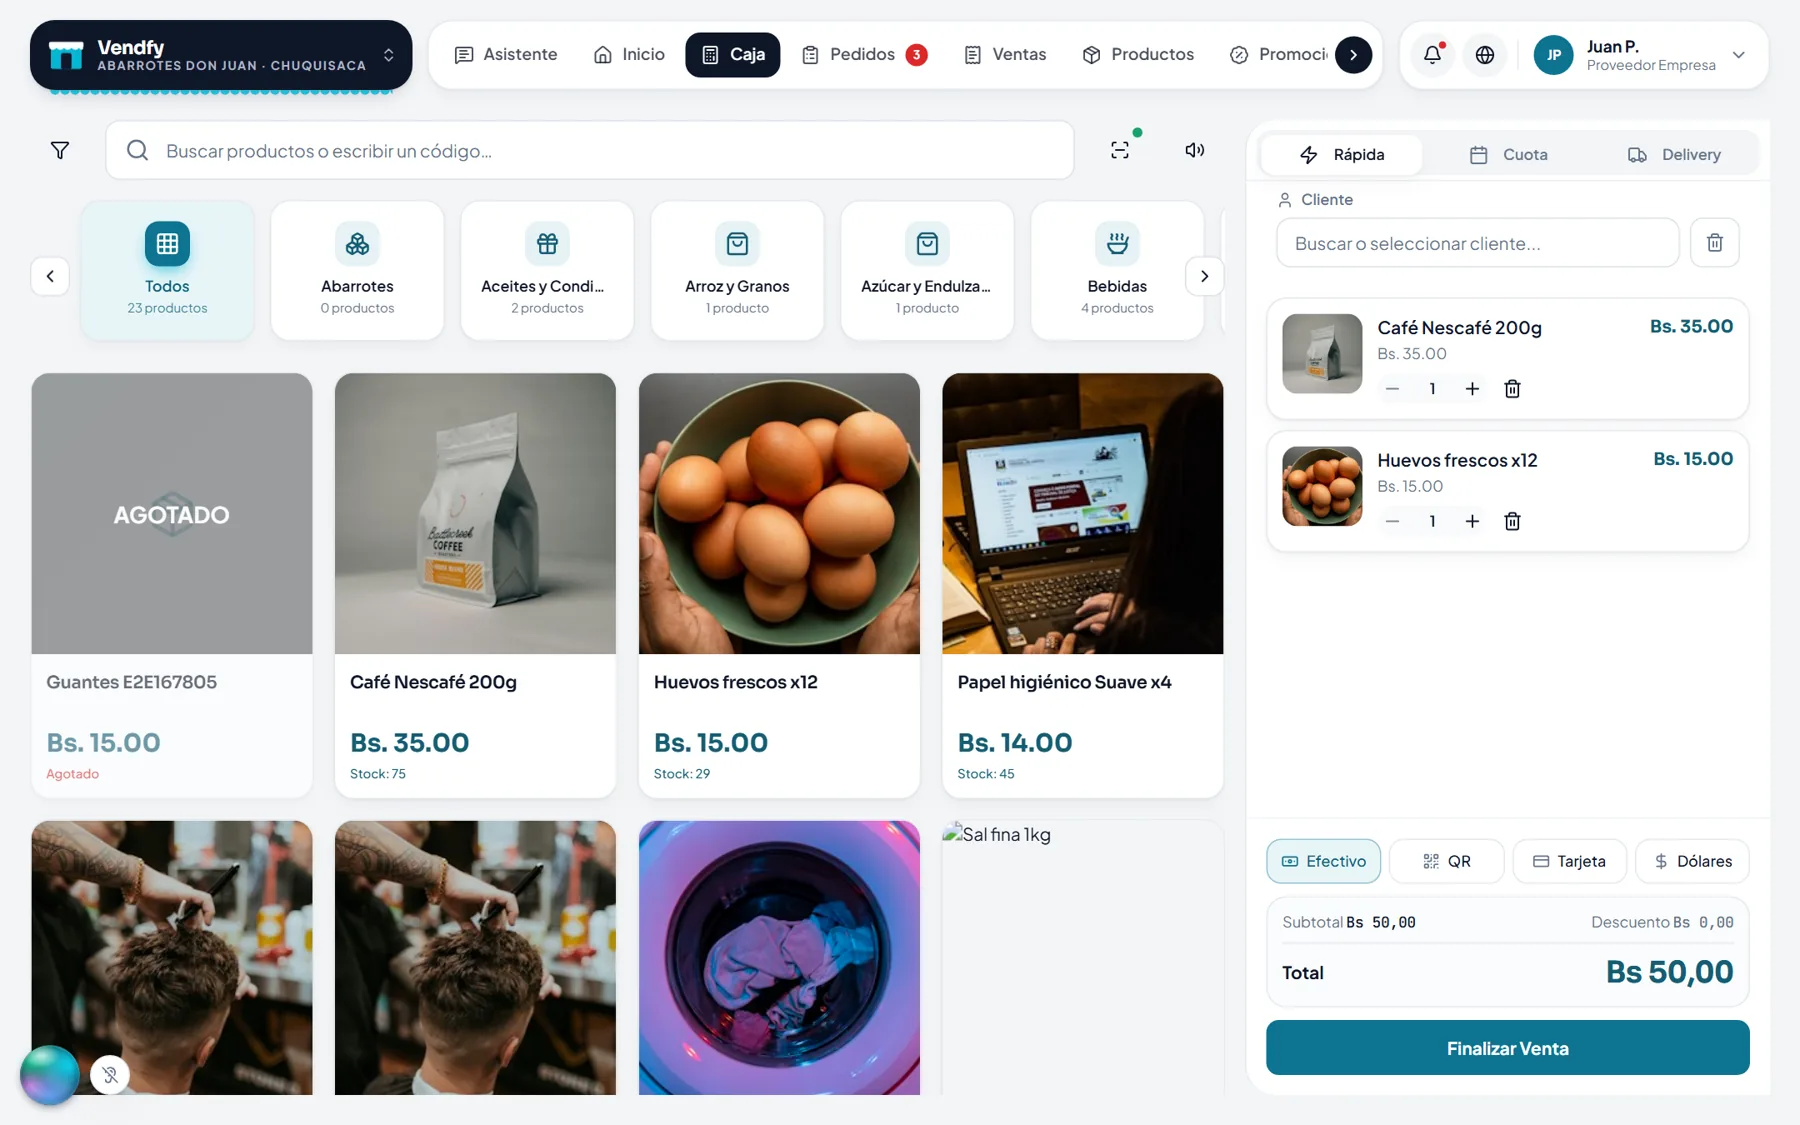 Vendfy
ABARROTES DON JUAN · CHUQUISACA
Asistente
Inicio
Caja
Pedidos 3
Ventas
Productos
Promoci
JP
Juan P.
Proveedor Empresa
Buscar productos o escribir un código...
Todos
23 productos
Abarrotes
0 productos
Aceites y Condi...
2 productos
Arroz y Granos
1 producto
Azúcar y Endulza...
1 producto
Bebidas
4 productos
AGOTADO
Guantes E2E167805
Bs. 15.00
Agotado
COFFEE
Café Nescafé 200g
Bs. 35.00
Stock: 75
Huevos frescos x12
Bs. 15.00
Stock: 29
Papel higiénico Suave x4
Bs. 14.00
Stock: 45
Sal fina 1kg
Rápida
Cuota
Delivery
Cliente
Buscar o seleccionar cliente...
Café Nescafé 200g
Bs. 35.00
Bs. 35.00
1
Huevos frescos x12
Bs. 15.00
Bs. 15.00
1
Efectivo
QR
Tarjeta
Dólares
Subtotal Bs 50,00
Descuento Bs 0,00
Total
Bs 50,00
Finalizar Venta